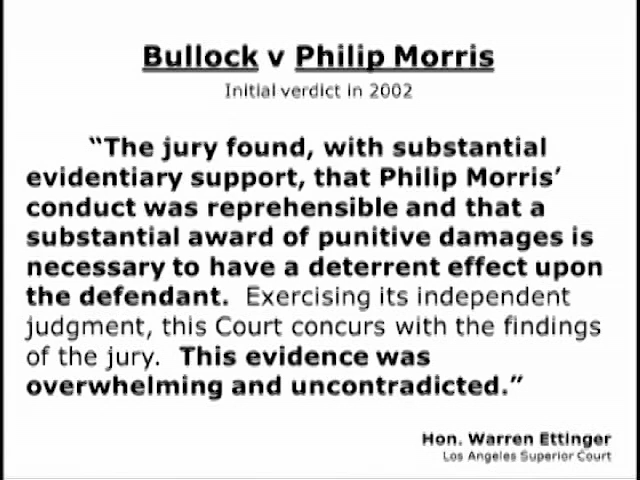 Bullock v Philip Morris
Initial verdict in 2002
“The jury found, with substantial
evidentiary support, that Philip Morris’
conduct was reprehensible and that a
substantial award of punitive damages is
necessary to have a deterrent effect upon
the defendant. Exercising its independent
judgment, this Court concurs with the findings
of the jury. This evidence was
overwhelming and uncontradicted.”
Hon. Warren Ettinger
Los Angeles Superior Court